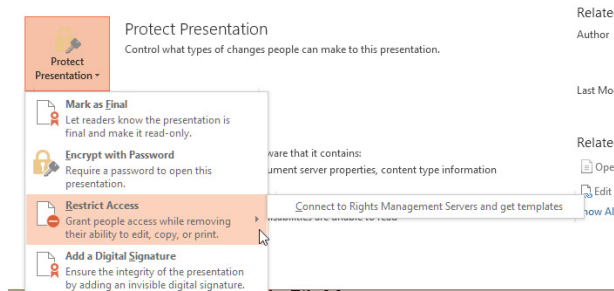 Relate
Protect Presentation
Author
Control what types of changes people can make to this presentation.
Protect
Presentation
Last Mo
Mark as Final
Let readers know the presentation is
final and make it read-only.
Relate
Encrypt with Password
ware that it contains:
Require a password to open this
ument server properties, content type information
Ope
presentation.
Edit
Restrict Access
Connect to Rights Management Servers and get templates
how Al
Grant people access while removing
disabilities are unable to read
their ability to edit, copy, or print.
Add a Digital Signature
Ensure the integrity of the presentation
by adding an invisible digital signature.